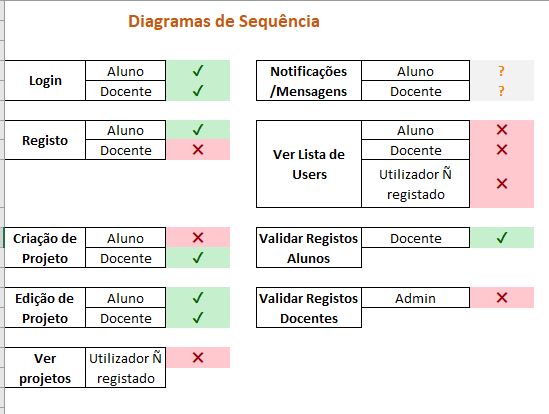 Diagramas de Sequência
Login
Aluno ✓
Docente ✓
Registo
Aluno ✓
Docente ✕
Criação de
Projeto
Aluno ✕
Docente ✓
Edição de
Projeto
Aluno ✓
Docente ✓
Ver
projetos
Utilizador Ñ
registado
✕
Notificações
/Mensagens
Aluno ?
Docente ?
Ver Lista de
Users
Aluno ✕
Docente ✕
Utilizador Ñ
registado
✕
Validar Registos
Alunos
Docente ✓
Validar Registos
Docentes
Admin ✕